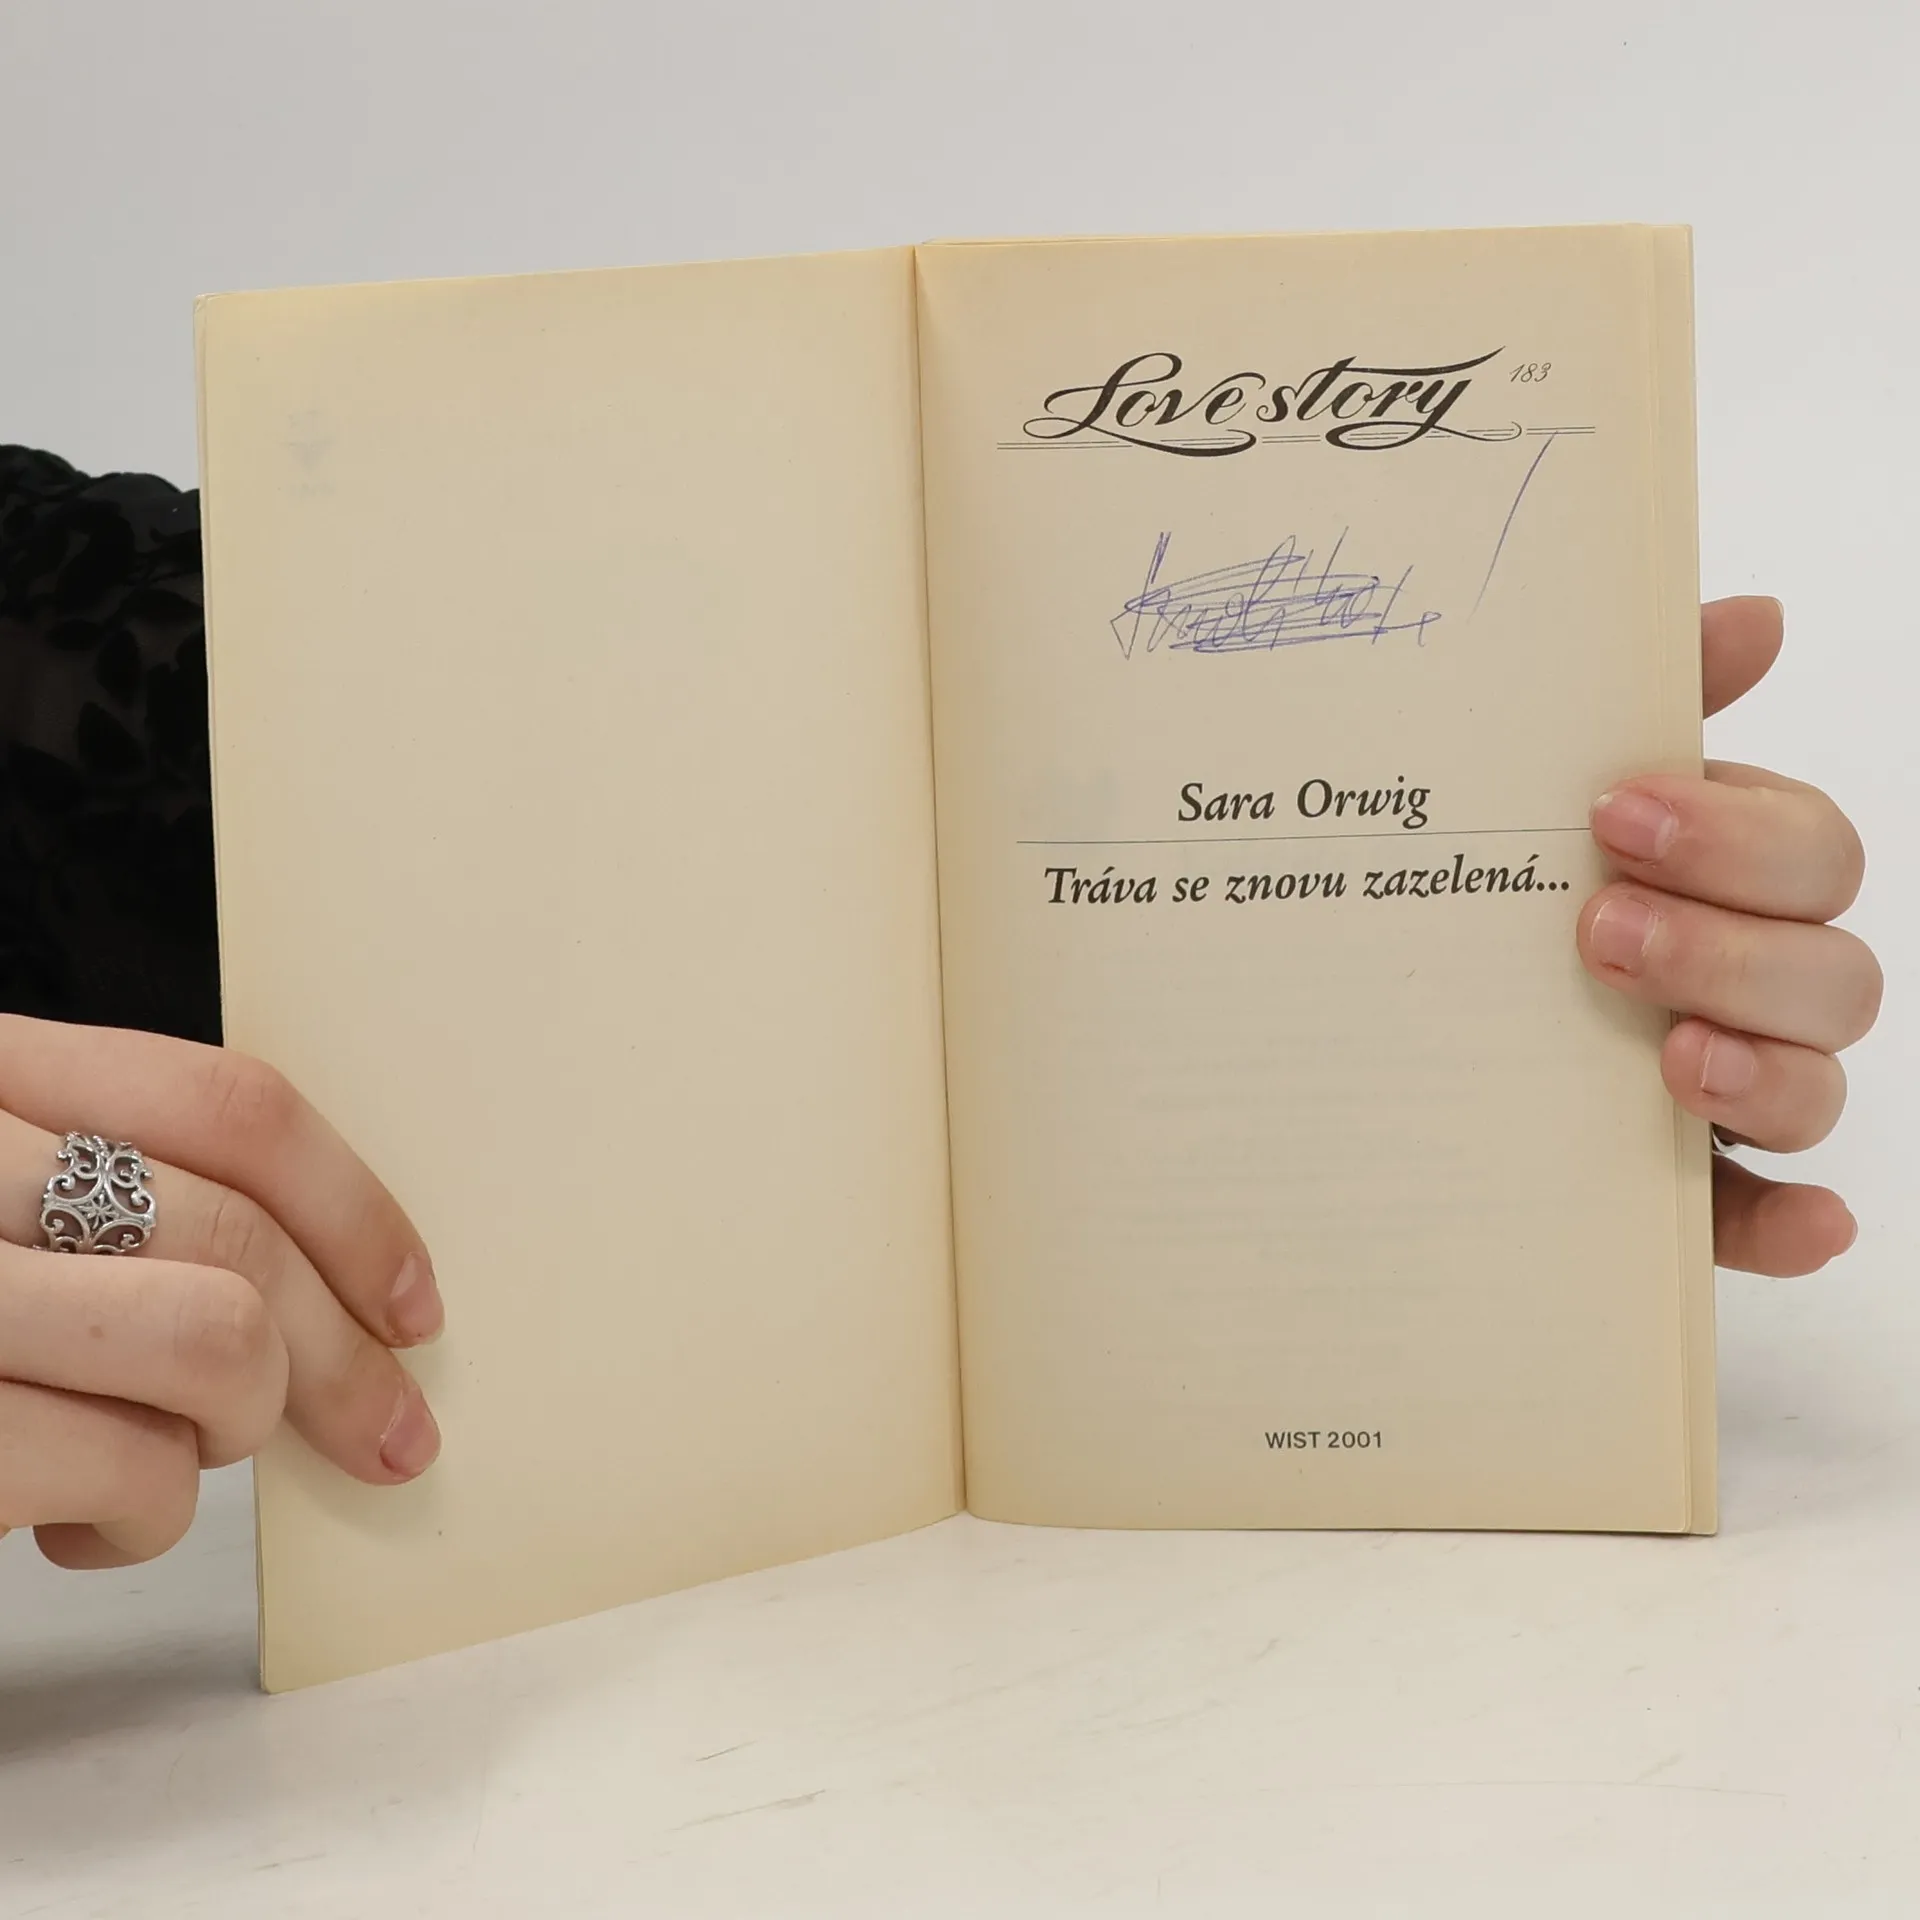 Love story 183
Sara Orwig
Tráva se znovu zazelená...
WIST 2001